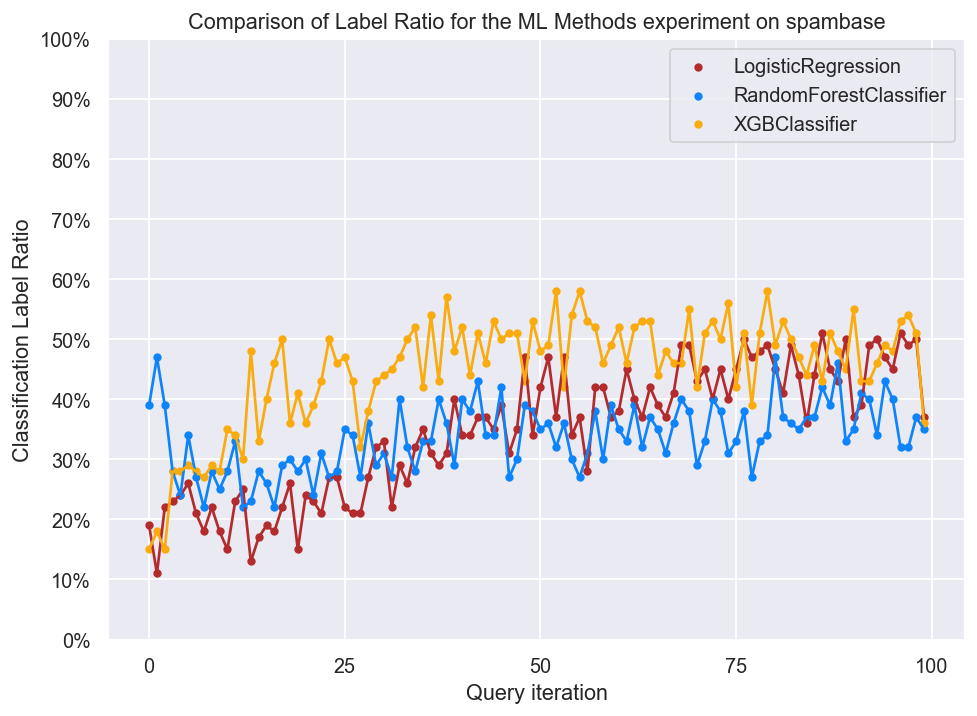 Comparison of Label Ratio for the ML Methods experiment on spambase
100%
90%
80%
70%
60%
50%
40%
30%
20%
10%
0%
Classification Label Ratio
LogisticRegression
RandomForestClassifier
XGBClassifier
0 25 50 75 100
Query iteration